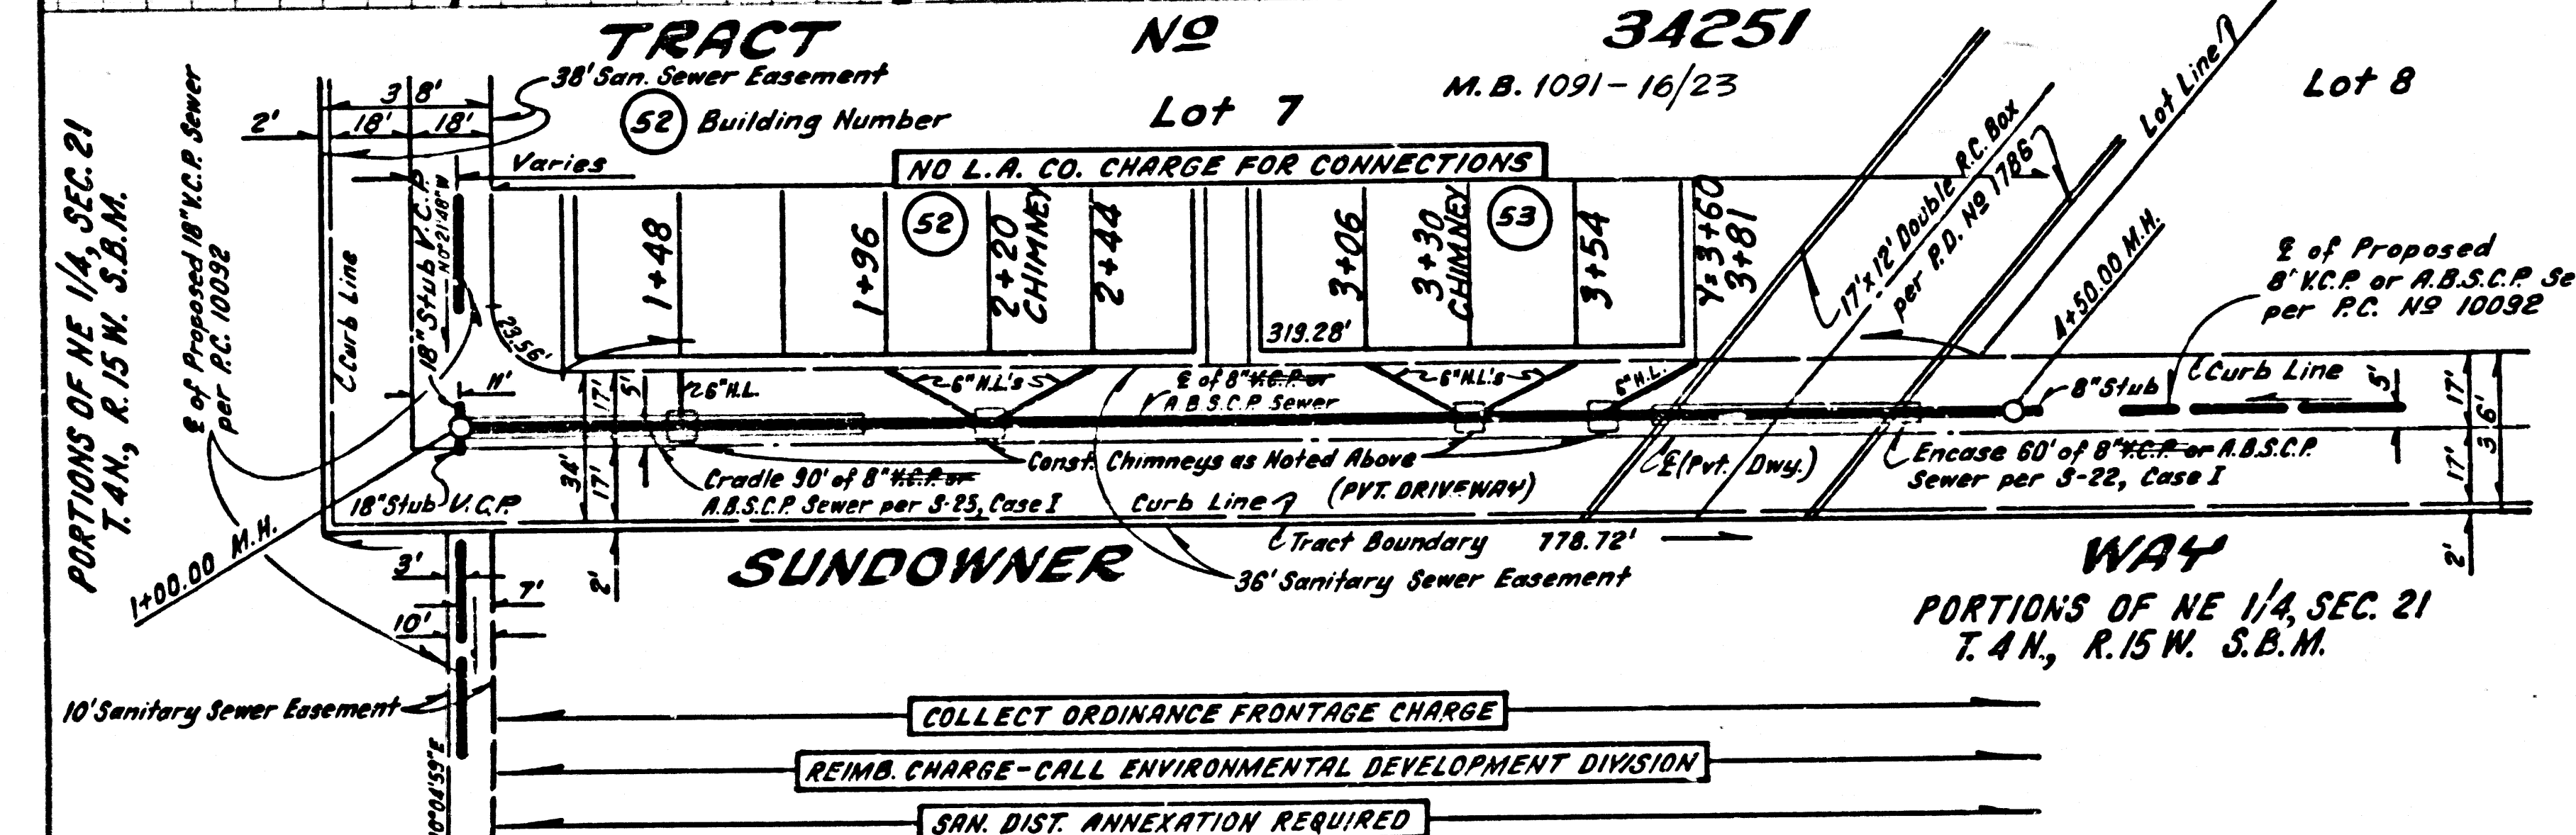 TRACT No 34251
M.B. 1091-16/23
Lot 7
Lot 8
38' San. Sewer Easement
52 Building Number
38'
2'
18'
18'
Varies
NO L.A. CO. CHARGE FOR CONNECTIONS
PORTIONS OF NE 1/4, SEC. 21
T. 4 N., R. 15 W. S.B.M.
℄ of Proposed 18" V.C.P. Sewer
per P.C. 10092
Curb Line
18" Stub V.C.P.
N0°21'48"W
23.56'
11'
1+48
1+96
52
2+20
CHIMNEY
2+44
3+06
3+30
CHIMNEY
53
3+54
Y=3+60
3+81
319.28'
17'x12' Double R.C. Box
per P.D. No 1786
Lot Line
4+50.00 M.H.
℄ of Proposed
8" V.C.P. or A.B.S.C.P. Se
per P.C. No 10092
6" H.L.
6" H.L.'s
℄ of 8" V.C.P. or
A.B.S.C.P. Sewer
6" H.L.'s
6" H.L.
8" Stub
Curb Line
5'
17'
17'
36'
2'
34'
17'
17'
5'
2'
Cradle 90' of 8" V.C.P. or
A.B.S.C.P. Sewer per S-25, Case I
Const. Chimneys as Noted Above
Curb Line
(PVT. DRIVEWAY)
℄ (Pvt. Dwy.)
Encase 60' of 8" V.C.P. or A.B.S.C.P.
Sewer per S-22, Case I
18" Stub V.C.P.
1+00.00 M.H.
Tract Boundary 778.72'
SUNDOWNER WAY
36' Sanitary Sewer Easement
3'
7'
10'
PORTIONS OF NE 1/4, SEC. 21
T. 4 N., R. 15 W. S.B.M.
10' Sanitary Sewer Easement
COLLECT ORDINANCE FRONTAGE CHARGE
REIMB. CHARGE-CALL ENVIRONMENTAL DEVELOPMENT DIVISION
SAN. DIST. ANNEXATION REQUIRED